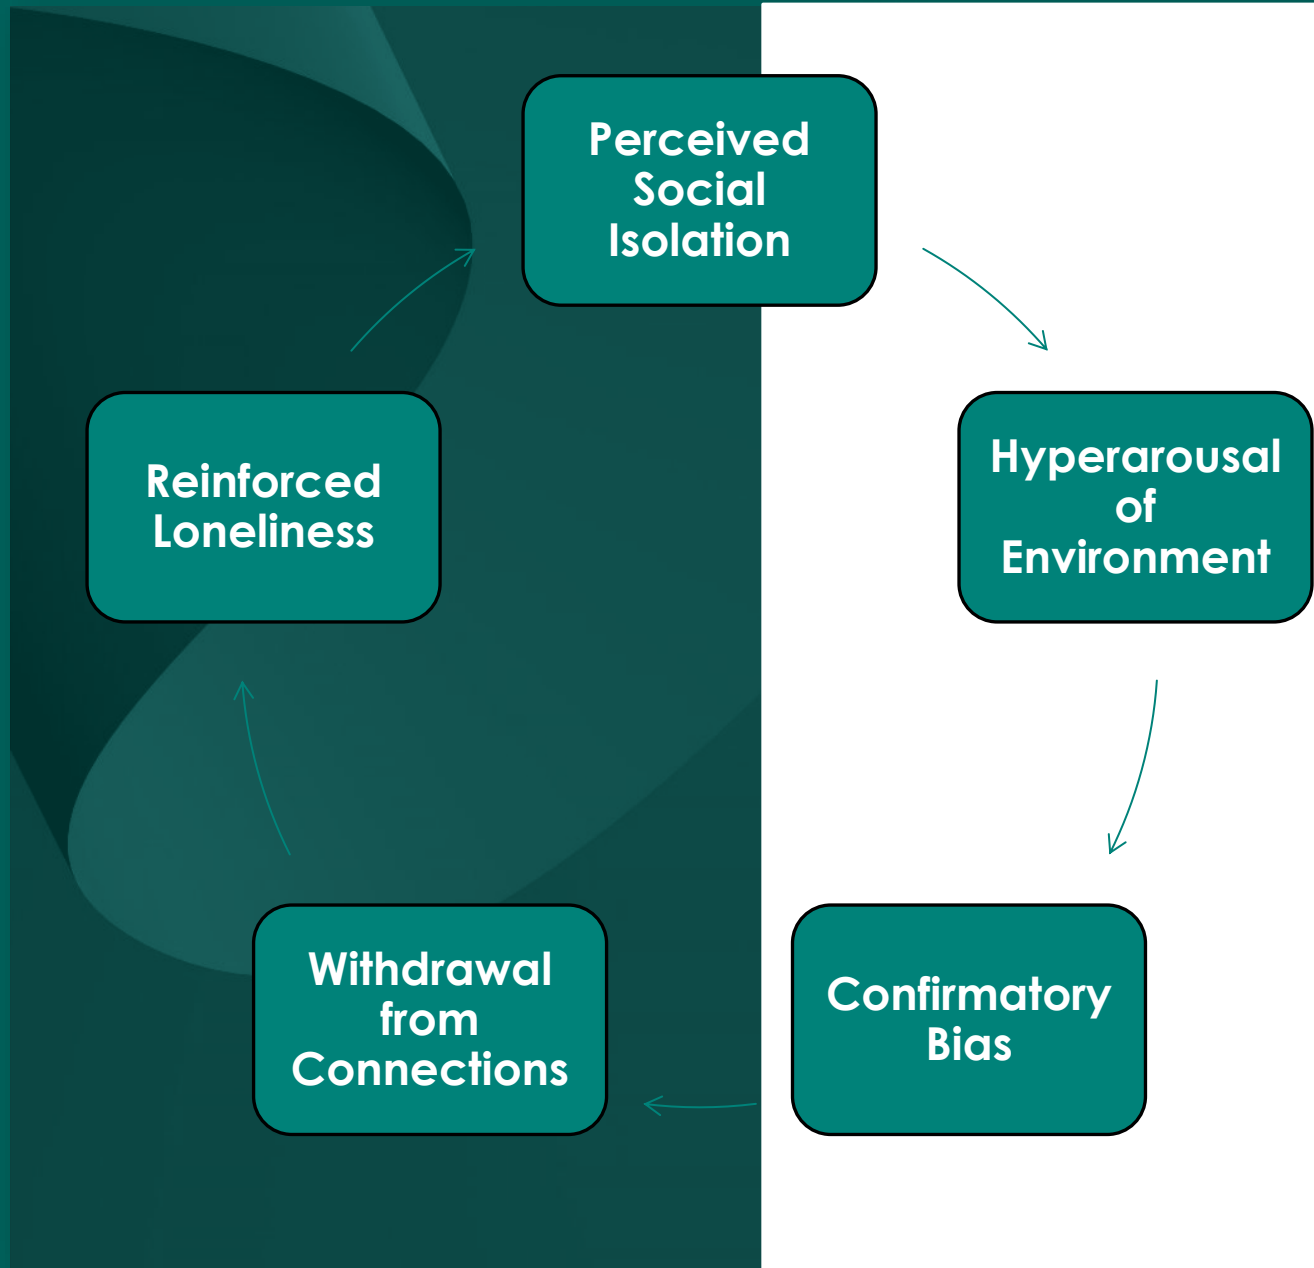 Perceived
Social
Isolation
Hyperarousal
of
Environment
Confirmatory
Bias
Withdrawal
from
Connections
Reinforced
Loneliness